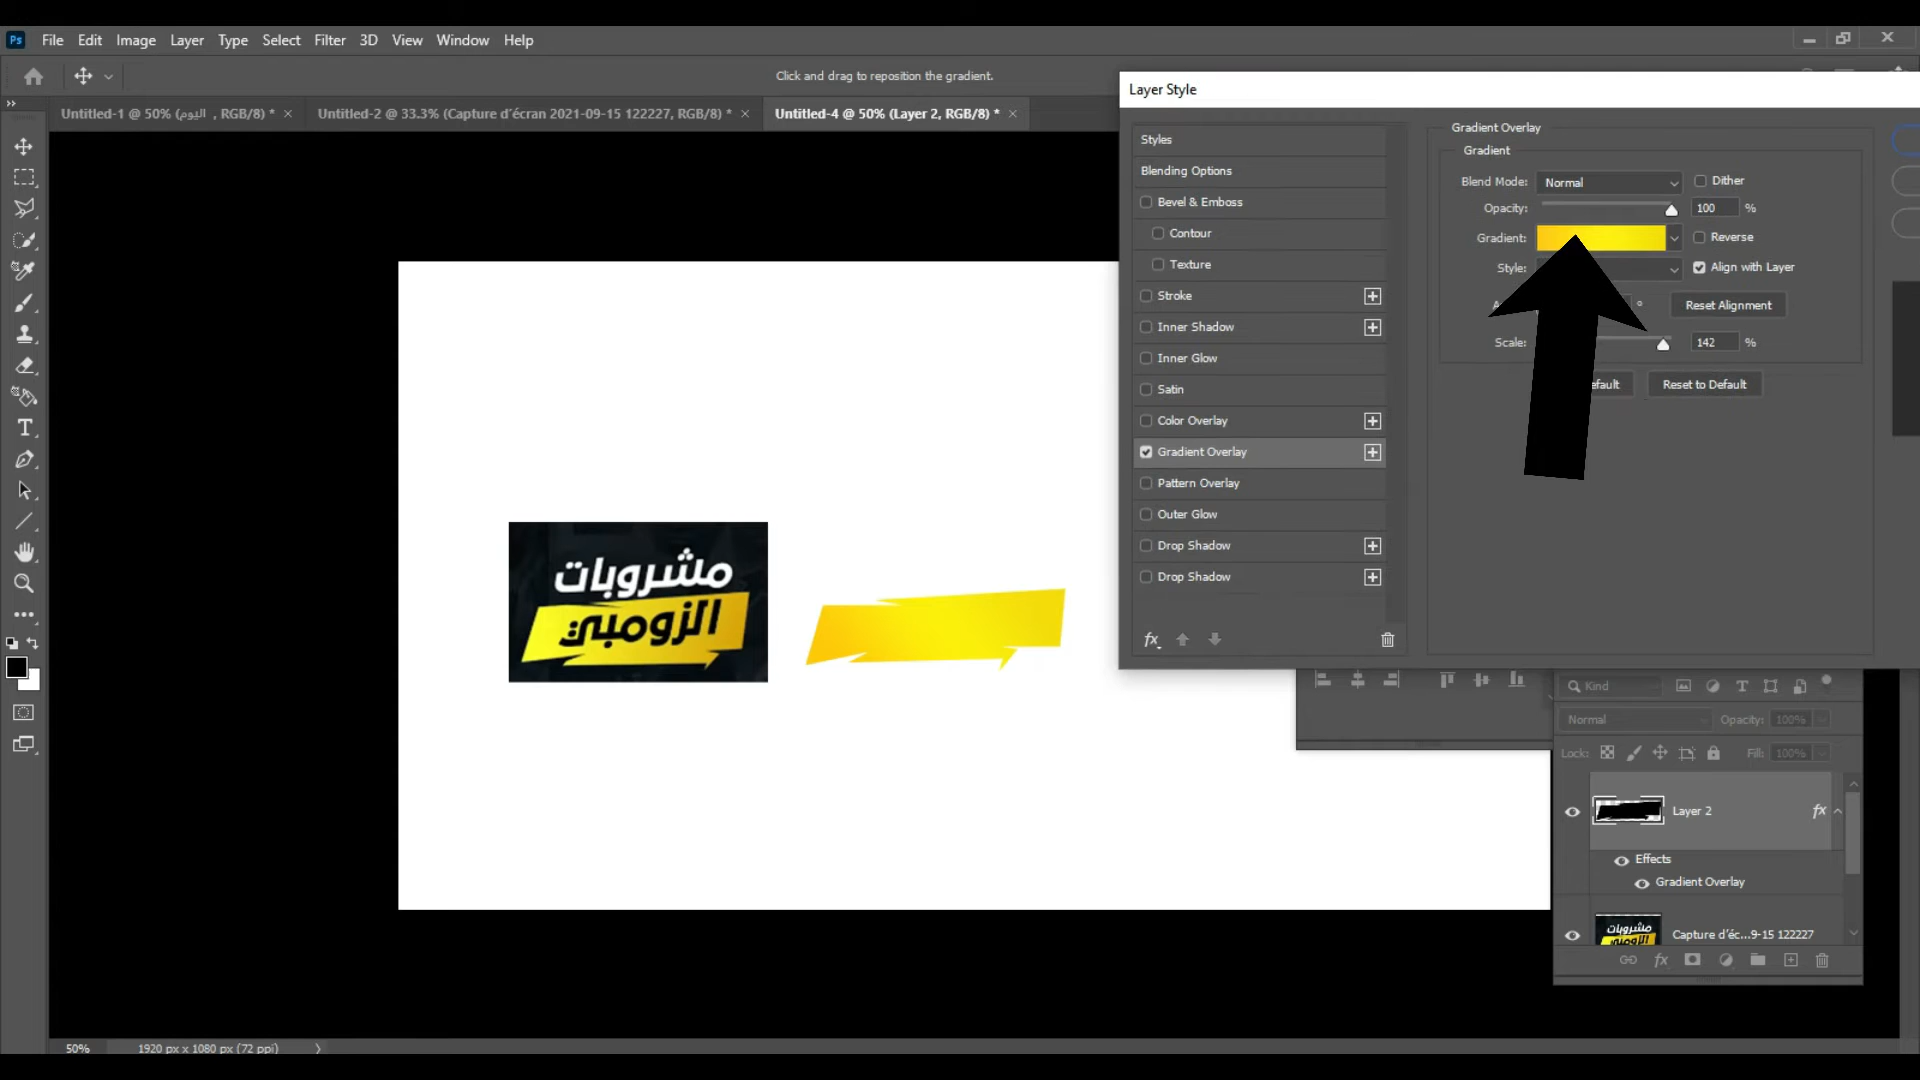 Ps File Edit Image Layer Type Select Filter 3D View Window Help
Click and drag to reposition the gradient.
Untitled-1 @ 50% (اليوم , RGB/8) *
Untitled-2 @ 33.3% (Capture d'écran 2021-09-15 122227, RGB/8) *
Untitled-4 @ 50% (Layer 2, RGB/8) *
Layer Style
Styles
Blending Options
Bevel & Emboss
Contour
Texture
Stroke
Inner Shadow
Inner Glow
Satin
Color Overlay
Gradient Overlay
Pattern Overlay
Outer Glow
Drop Shadow
Drop Shadow
fx
Gradient Overlay
Gradient
Blend Mode: Normal Dither
Opacity: 100 %
Gradient: Reverse
Style: Align with Layer
° Reset Alignment
Scale: 142 %
Reset to Default
مشروبات
الزومبي
Kind
Normal Opacity: 100%
Lock: Fill: 100%
Layer 2 fx
Effects
Gradient Overlay
مشروبات
الزومبي
Capture d'éc...9-15 122227
fx
50% 1920 px x 1080 px (72 ppi)